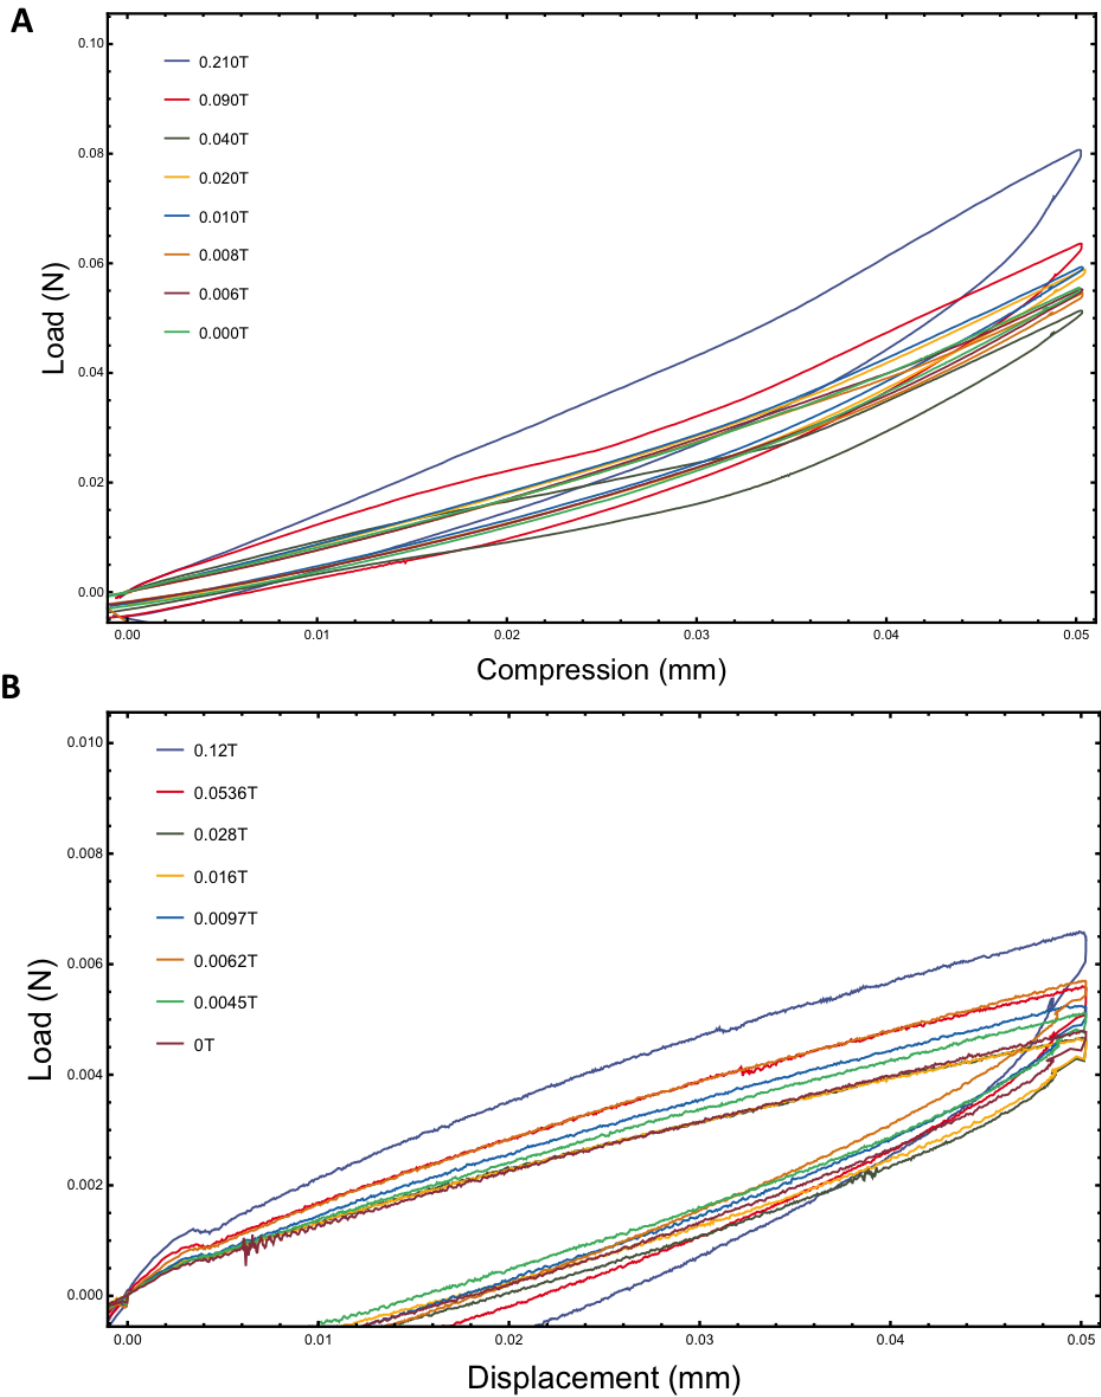 A
0.10
0.08
0.06
0.04
0.02
0.00
Load (N)
0.210T
0.090T
0.040T
0.020T
0.010T
0.008T
0.006T
0.000T
0.00 0.01 0.02 0.03 0.04 0.05
Compression (mm)
B
0.010
0.008
0.006
0.004
0.002
0.000
Load (N)
0.12T
0.0536T
0.028T
0.016T
0.0097T
0.0062T
0.0045T
0T
0.00 0.01 0.02 0.03 0.04 0.05
Displacement (mm)